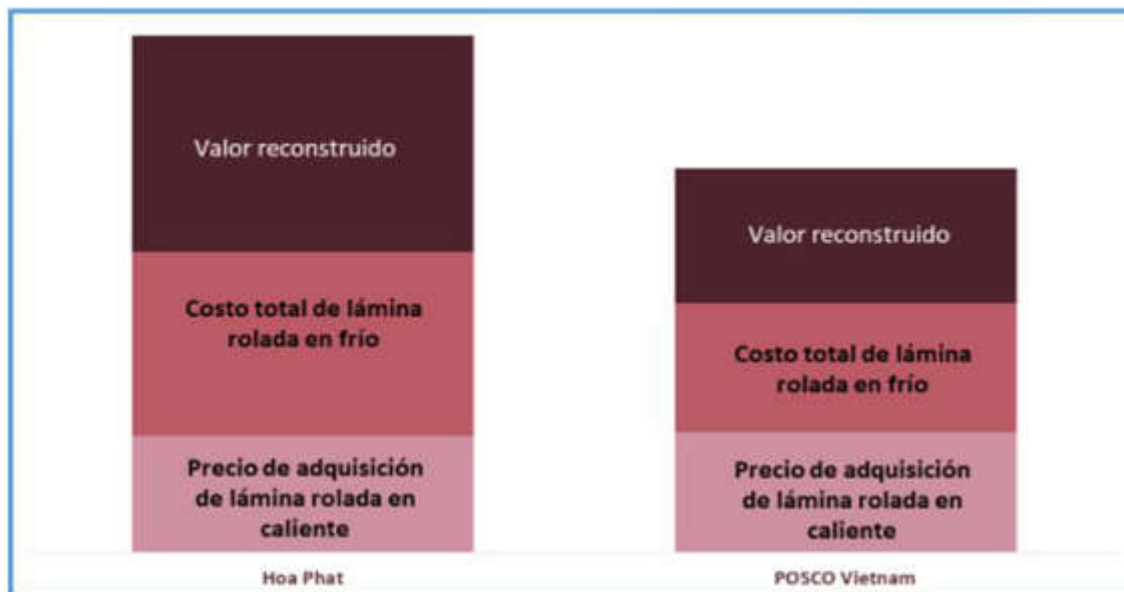 Valor reconstruido
Costo total de lámina
rolada en frío
Precio de adquisición
de lámina rolada en
caliente
Hoa Phat
Valor reconstruido
Costo total de lámina
rolada en frío
Precio de adquisición
de lámina rolada en
caliente
POSCO Vietnam